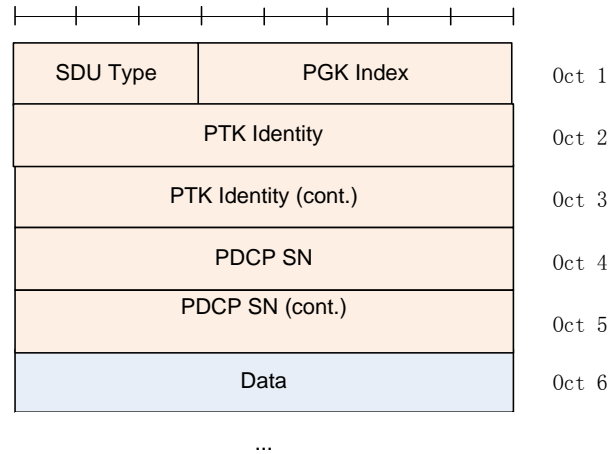 SDU Type PGK Index Oct 1
PTK Identity Oct 2
PTK Identity (cont.) Oct 3
PDCP SN Oct 4
PDCP SN (cont.) Oct 5
Data Oct 6
...